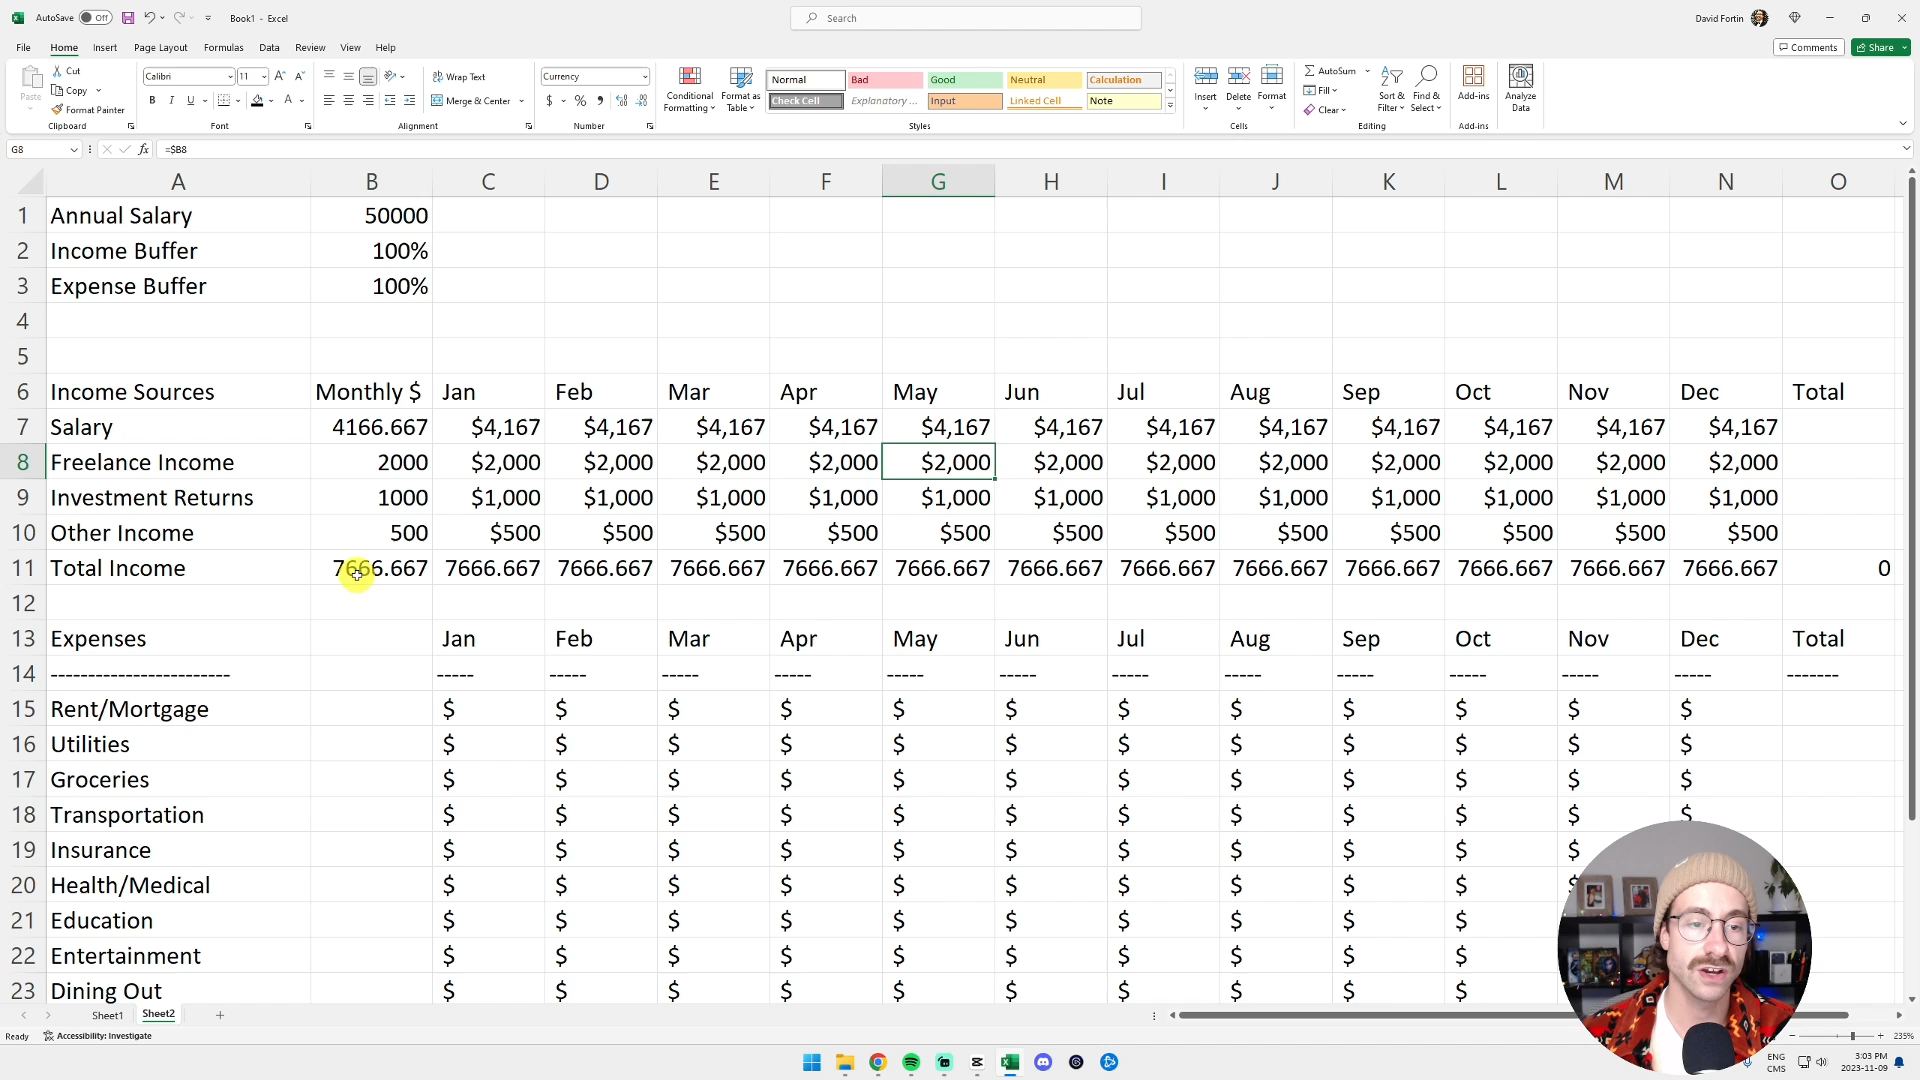 AutoSave Off Book1 - Excel Search David Fortin
File Home Insert Page Layout Formulas Data Review View Help Comments Share
Paste Cut Copy Format Painter Clipboard
Calibri 11 A A B I U A Font
Wrap Text Merge & Center Alignment
Currency $ % , Number
Conditional Formatting Format as Table
Normal Bad Good Neutral Calculation
Check Cell Explanatory ... Input Linked Cell Note
Styles
Insert Delete Format Cells
AutoSum Fill Clear Sort & Filter Find & Select Editing
Add-ins Add-ins
Analyze Data
G8 fx =$B8
A B C D E F G H I J K L M N O
1 Annual Salary 50000
2 Income Buffer 100%
3 Expense Buffer 100%
4
5
6 Income Sources Monthly $ Jan Feb Mar Apr May Jun Jul Aug Sep Oct Nov Dec Total
7 Salary 4166.667 $4,167 $4,167 $4,167 $4,167 $4,167 $4,167 $4,167 $4,167 $4,167 $4,167 $4,167 $4,167
8 Freelance Income 2000 $2,000 $2,000 $2,000 $2,000 $2,000 $2,000 $2,000 $2,000 $2,000 $2,000 $2,000 $2,000
9 Investment Returns 1000 $1,000 $1,000 $1,000 $1,000 $1,000 $1,000 $1,000 $1,000 $1,000 $1,000 $1,000 $1,000
10 Other Income 500 $500 $500 $500 $500 $500 $500 $500 $500 $500 $500 $500 $500
11 Total Income 7666.667 7666.667 7666.667 7666.667 7666.667 7666.667 7666.667 7666.667 7666.667 7666.667 7666.667 7666.667 7666.667 0
12
13 Expenses Jan Feb Mar Apr May Jun Jul Aug Sep Oct Nov Dec Total
14 ------------------------ ----- ----- ----- ----- ----- ----- ----- ----- ----- ----- ----- ----- -------
15 Rent/Mortgage $ $ $ $ $ $ $ $ $ $ $ $
16 Utilities $ $ $ $ $ $ $ $ $ $ $ $
17 Groceries $ $ $ $ $ $ $ $ $ $ $ $
18 Transportation $ $ $ $ $ $ $ $ $ $ $ $
19 Insurance $ $ $ $ $ $ $ $ $ $ $
20 Health/Medical $ $ $ $ $ $ $ $ $ $ $
21 Education $ $ $ $ $ $ $ $ $ $
22 Entertainment $ $ $ $ $ $ $ $ $ $
23 Dining Out $ $ $ $ $ $ $ $ $ $
Sheet1 Sheet2
Ready Accessibility: Investigate 235%
ENG CMS 3:03 PM 2023-11-09